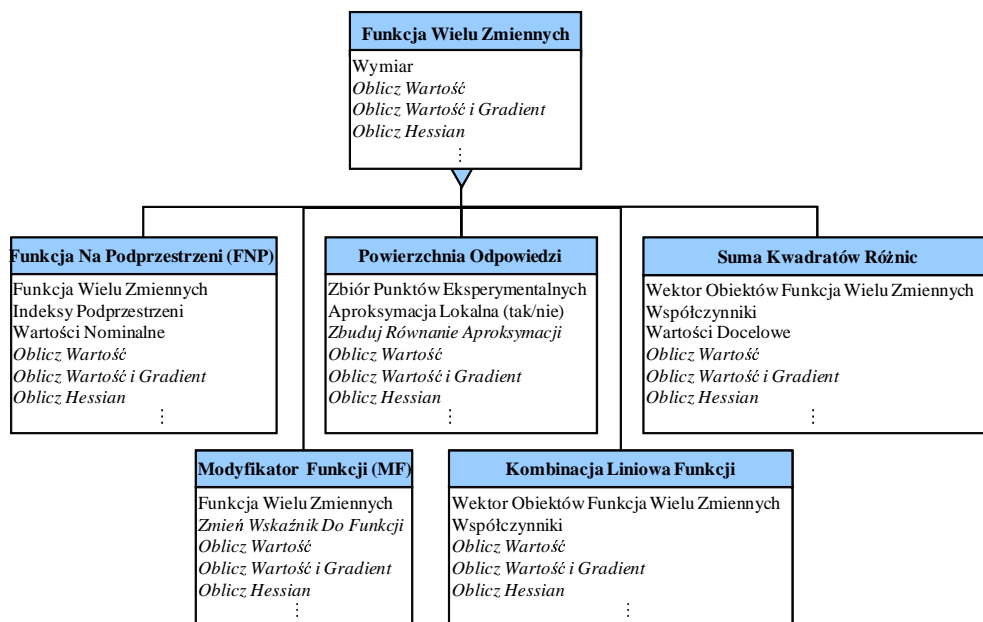 Funkcja Wielu Zmiennych
Wymiar
Oblicz Wartość
Oblicz Wartość i Gradient
Oblicz Hessian
⋮
Funkcja Na Podprzestrzeni (FNP)
Funkcja Wielu Zmiennych
Indeksy Podprzestrzeni
Wartości Nominalne
Oblicz Wartość
Oblicz Wartość i Gradient
Oblicz Hessian
⋮
Powierzchnia Odpowiedzi
Zbiór Punktów Eksperymentalnych
Aproksymacja Lokalna (tak/nie)
Zbuduj Równanie Aproksymacji
Oblicz Wartość
Oblicz Wartość i Gradient
Oblicz Hessian
⋮
Suma Kwadratów Różnic
Wektor Obiektów Funkcja Wielu Zmiennych
Współczynniki
Wartości Docelowe
Oblicz Wartość
Oblicz Wartość i Gradient
Oblicz Hessian
⋮
Modyfikator Funkcji (MF)
Funkcja Wielu Zmiennych
Zmień Wskaźnik Do Funkcji
Oblicz Wartość
Oblicz Wartość i Gradient
Oblicz Hessian
⋮
Kombinacja Liniowa Funkcji
Wektor Obiektów Funkcja Wielu Zmiennych
Współczynniki
Oblicz Wartość
Oblicz Wartość i Gradient
Oblicz Hessian
⋮